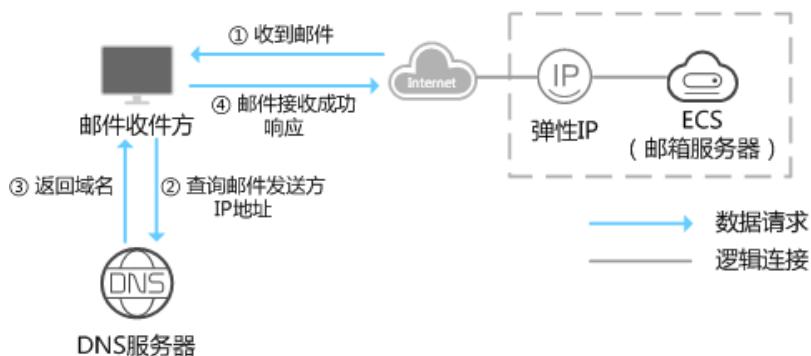 ① 收到邮件
Internet
IP
④ 邮件接收成功
响应
邮件收件方
弹性IP
ECS
（邮箱服务器）
③ 返回域名
② 查询邮件发送方
IP地址
数据请求
逻辑连接
DNS
DNS服务器